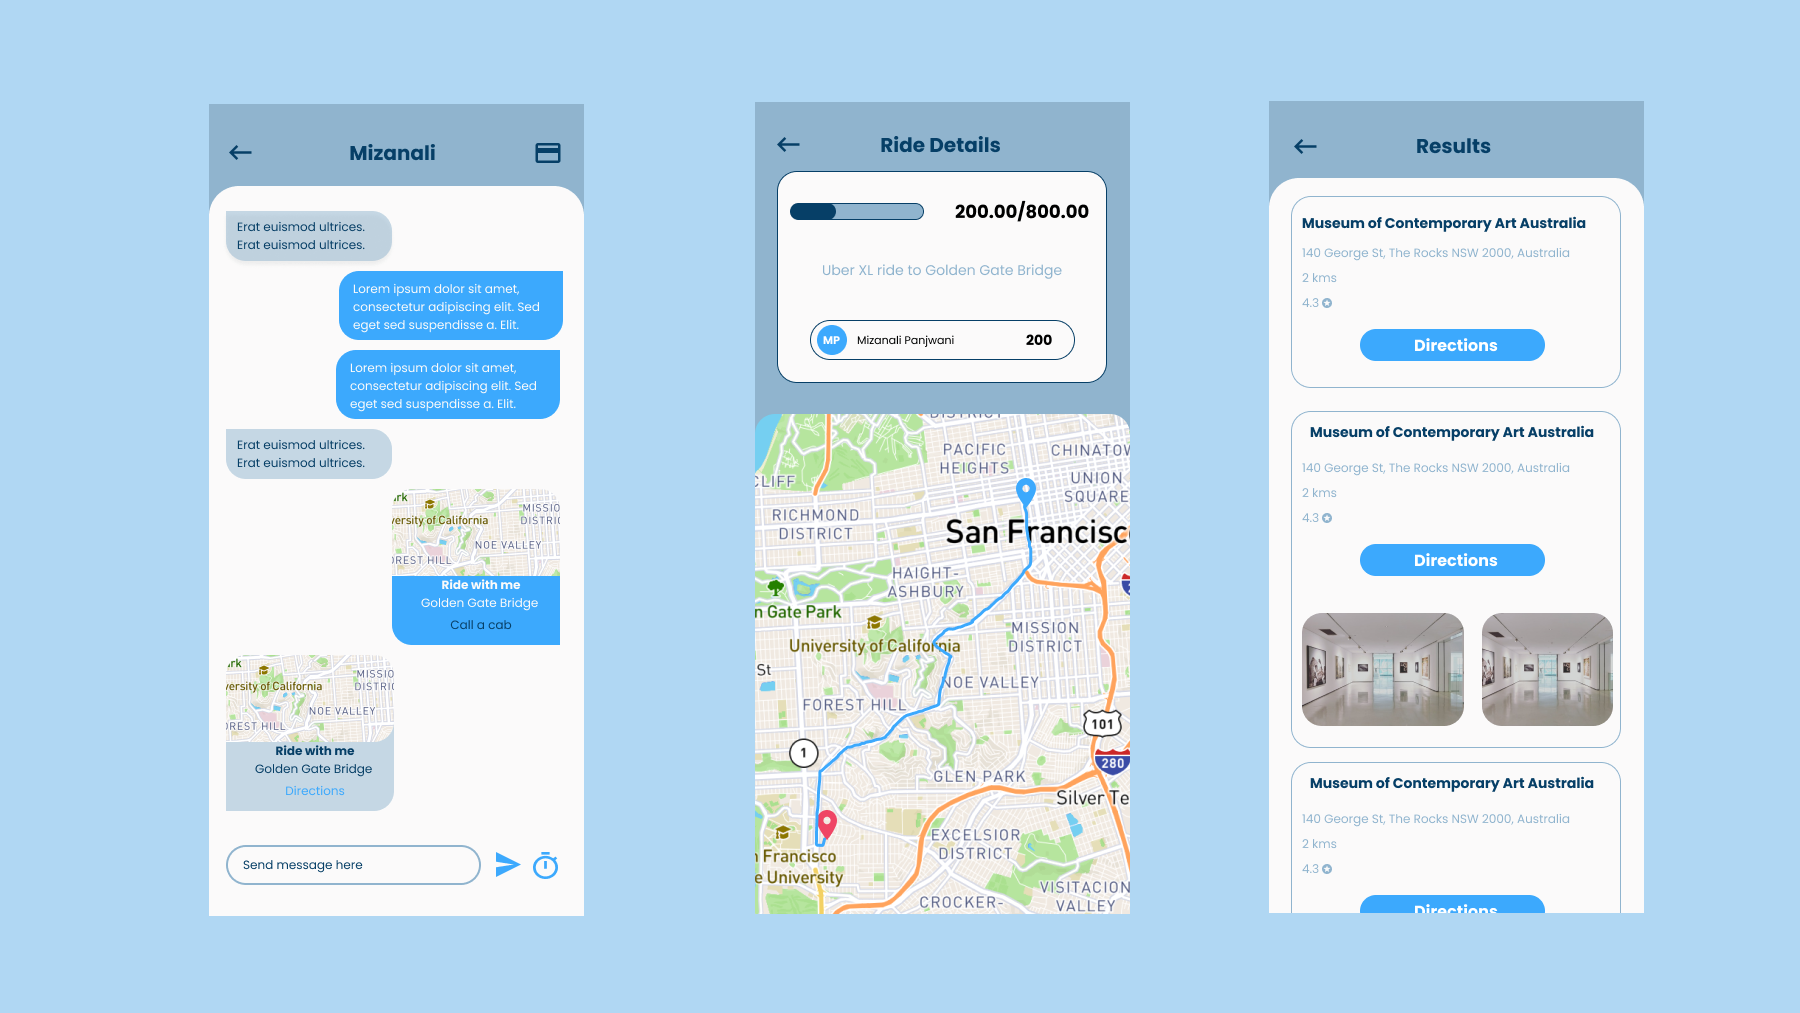 Mizanali
Erat euismod ultrices.
Erat euismod ultrices.
Lorem ipsum dolor sit amet,
consectetur adipiscing elit. Sed
eget sed suspendisse a. Elit.
Lorem ipsum dolor sit amet,
consectetur adipiscing elit. Sed
eget sed suspendisse a. Elit.
Erat euismod ultrices.
Erat euismod ultrices.
rk
versity of California
MISSIO
DISTRIC
NOE VALLEY
OREST HILL
Ride with me
Golden Gate Bridge
Call a cab
rk
versity of California
MISSIO
DISTRIC
NOE VALLEY
OREST HILL
Ride with me
Golden Gate Bridge
Directions
Send message here
Ride Details
200.00/800.00
Uber XL ride to Golden Gate Bridge
MP Mizanali Panjwani 200
DISTRICT
PACIFIC
HEIGHTS
CHINATOW
CLIFF
UNION
SQUARE
RICHMOND
DISTRICT
San Francisc
HAIGHT-
ASHBURY
n Gate Park
University of California
MISSION
DISTRICT
St
NOE VALLEY
FOREST HILL
101
1
280
GLEN PARK
Silver Te
EXCELSIOR
DISTRICT
n Francisco
e University
VISITACION
VALLEY
CROCKER-
Results
Museum of Contemporary Art Australia
140 George St, The Rocks NSW 2000, Australia
2 kms
4.3
Directions
Museum of Contemporary Art Australia
140 George St, The Rocks NSW 2000, Australia
2 kms
4.3
Directions
Museum of Contemporary Art Australia
140 George St, The Rocks NSW 2000, Australia
2 kms
4.3
Directions